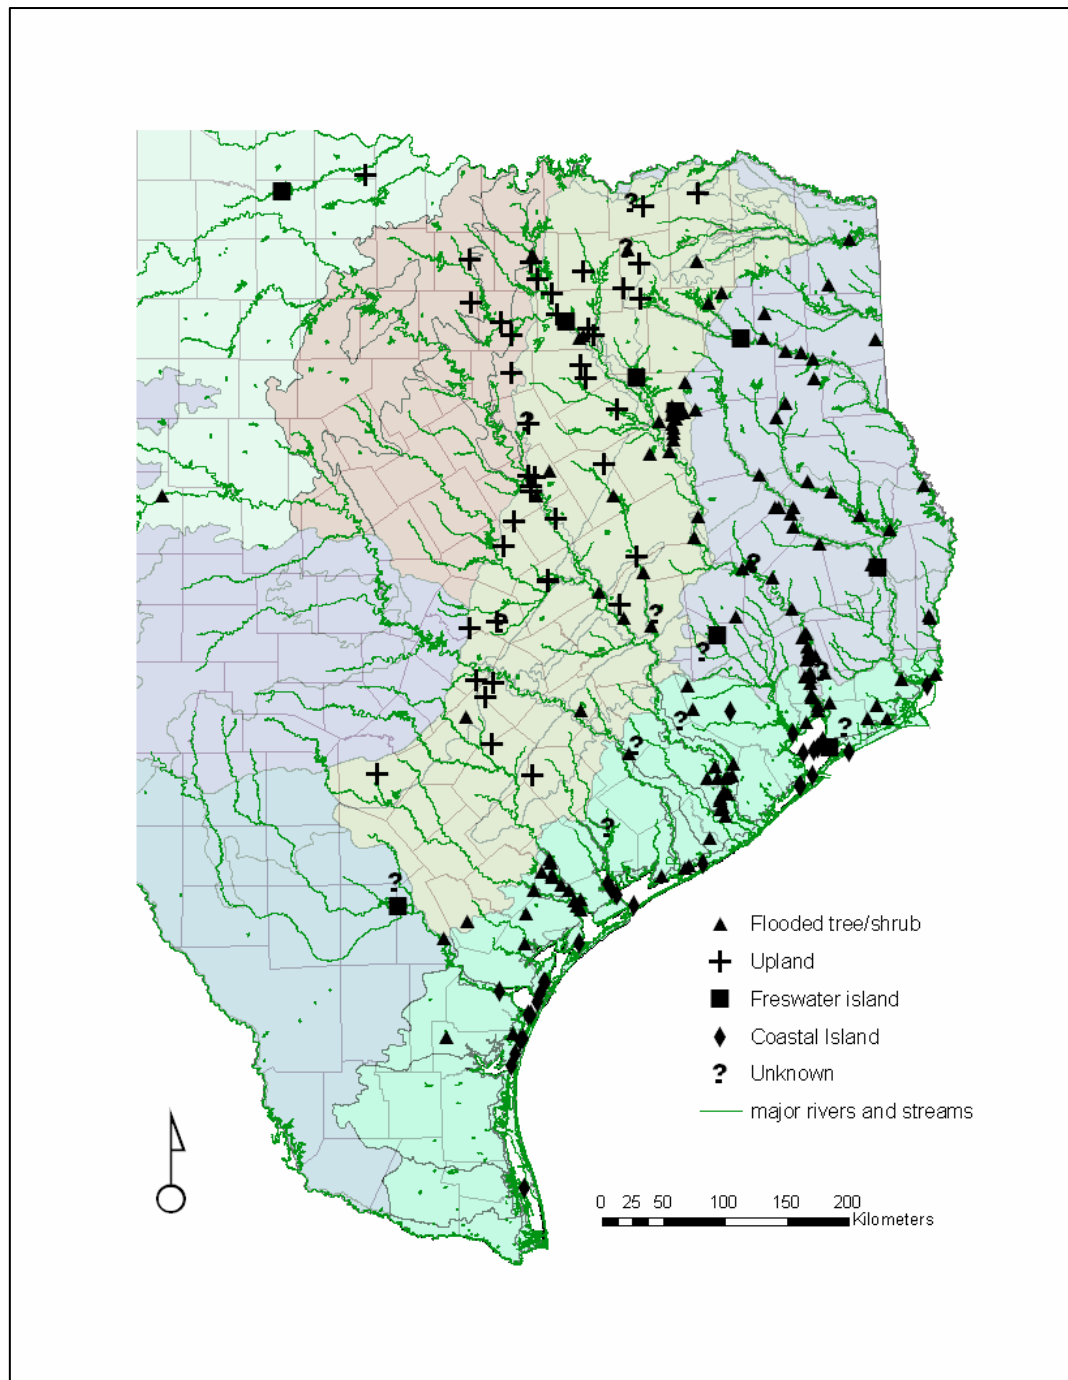 Flooded tree/shrub
Upland
Freswater island
Coastal Island
? Unknown
major rivers and streams
0 25 50 100 150 200
Kilometers